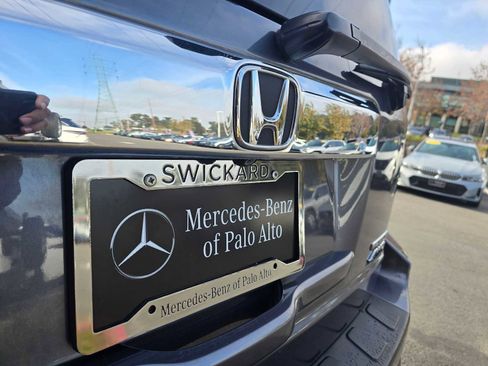 SWICKARD
Mercedes-Benz
of Palo Alto
Mercedes-Benz of Palo Alto